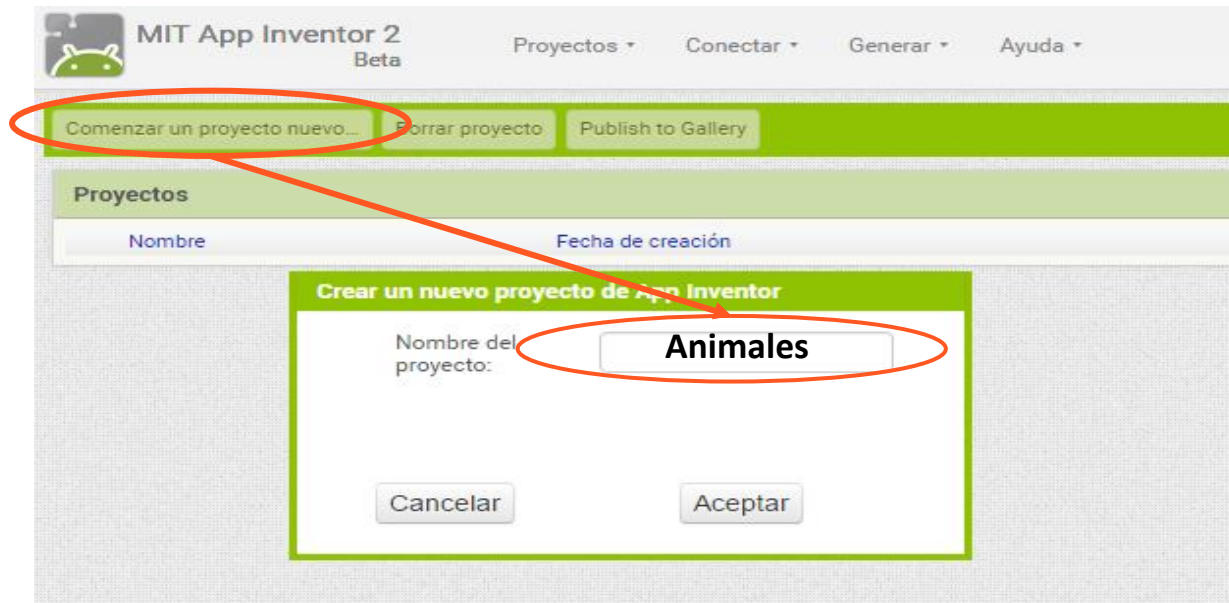 MIT App Inventor 2
Beta
Proyectos Conectar Generar Ayuda
Comenzar un proyecto nuevo... Borrar proyecto Publish to Gallery
Proyectos
Nombre Fecha de creación
Crear un nuevo proyecto de App Inventor
Nombre del
proyecto:
Animales
Cancelar Aceptar